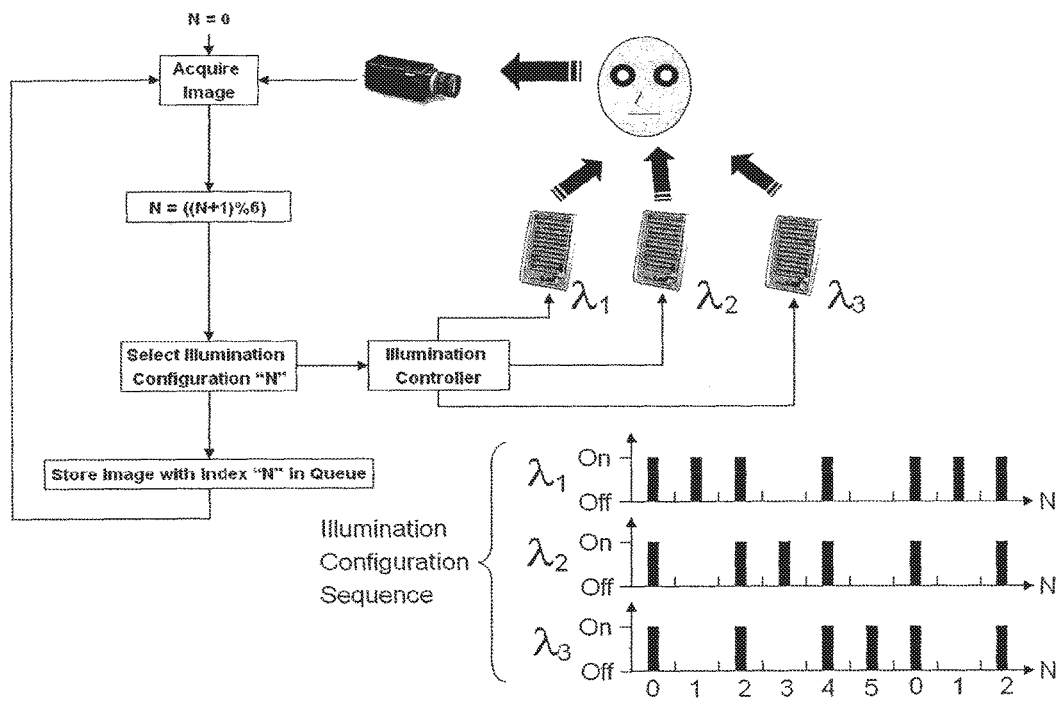 N = 0
Acquire
Image
N = ((N+1)%6)
λ1
λ2
λ3
Select Illumination
Configuration "N"
Illumination
Controller
Store Image with Index "N" in Queue
Illumination
Configuration
Sequence
λ1
On
Off
N
λ2
On
Off
N
λ3
On
Off
N
0 1 2 3 4 5 0 1 2